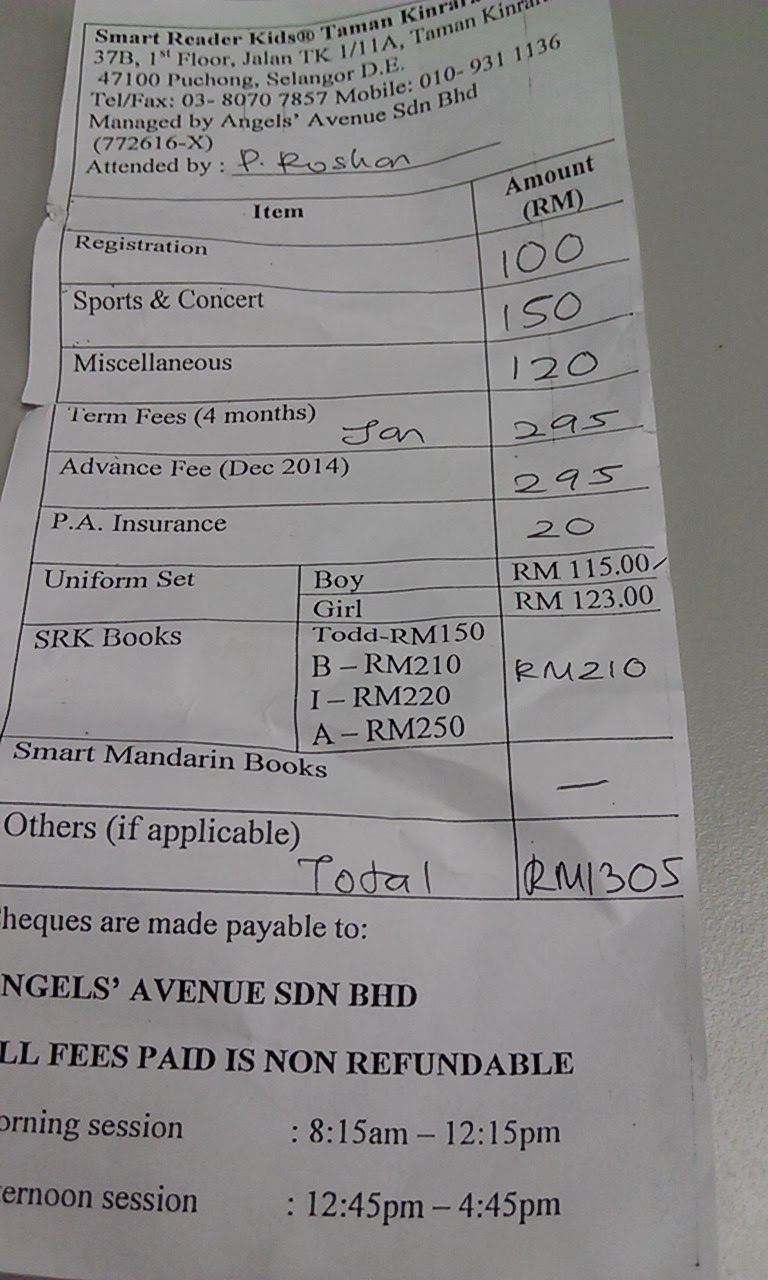 Smart Reader Kids® Taman Kinrara
37B, 1st Floor, Jalan TK 1/11A, Taman Kinrara
47100 Puchong, Selangor D.E.
Tel/Fax: 03- 8070 7857 Mobile: 010- 931 1136
Managed by Angels' Avenue Sdn Bhd
(772616-X)
Attended by : P. Roshan
Item Amount (RM)
Registration 100
Sports & Concert 150
Miscellaneous 120
Term Fees (4 months) Jan 295
Advance Fee (Dec 2014) 295
P.A. Insurance 20
Uniform Set Boy RM 115.00 ✓
Girl RM 123.00
SRK Books Todd-RM150
B – RM210 RM210
I – RM220
A – RM250
Smart Mandarin Books —
Others (if applicable)
Total RM1305
heques are made payable to:
NGELS' AVENUE SDN BHD
LL FEES PAID IS NON REFUNDABLE
orning session : 8:15am – 12:15pm
ernoon session : 12:45pm – 4:45pm